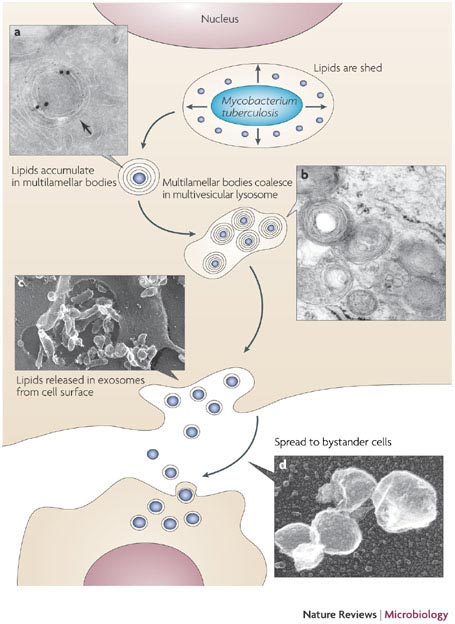 Nucleus
a
Lipids are shed
Mycobacterium
tuberculosis
Lipids accumulate
in multilamellar bodies
Multilamellar bodies coalesce
in multivesicular lysosome
b
c
Lipids released in exosomes
from cell surface
Spread to bystander cells
d
Nature Reviews | Microbiology